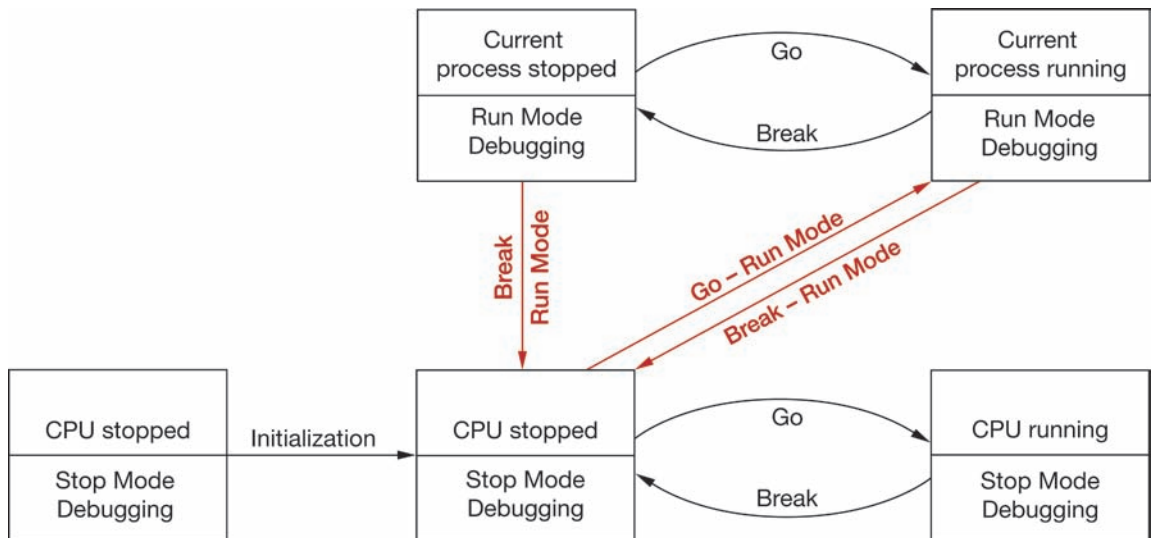 Current
process stopped
Run Mode
Debugging
Go
Break
Current
process running
Run Mode
Debugging
Break
Run Mode
Go – Run Mode
Break – Run Mode
CPU stopped
Stop Mode
Debugging
Initialization
CPU stopped
Stop Mode
Debugging
Go
Break
CPU running
Stop Mode
Debugging